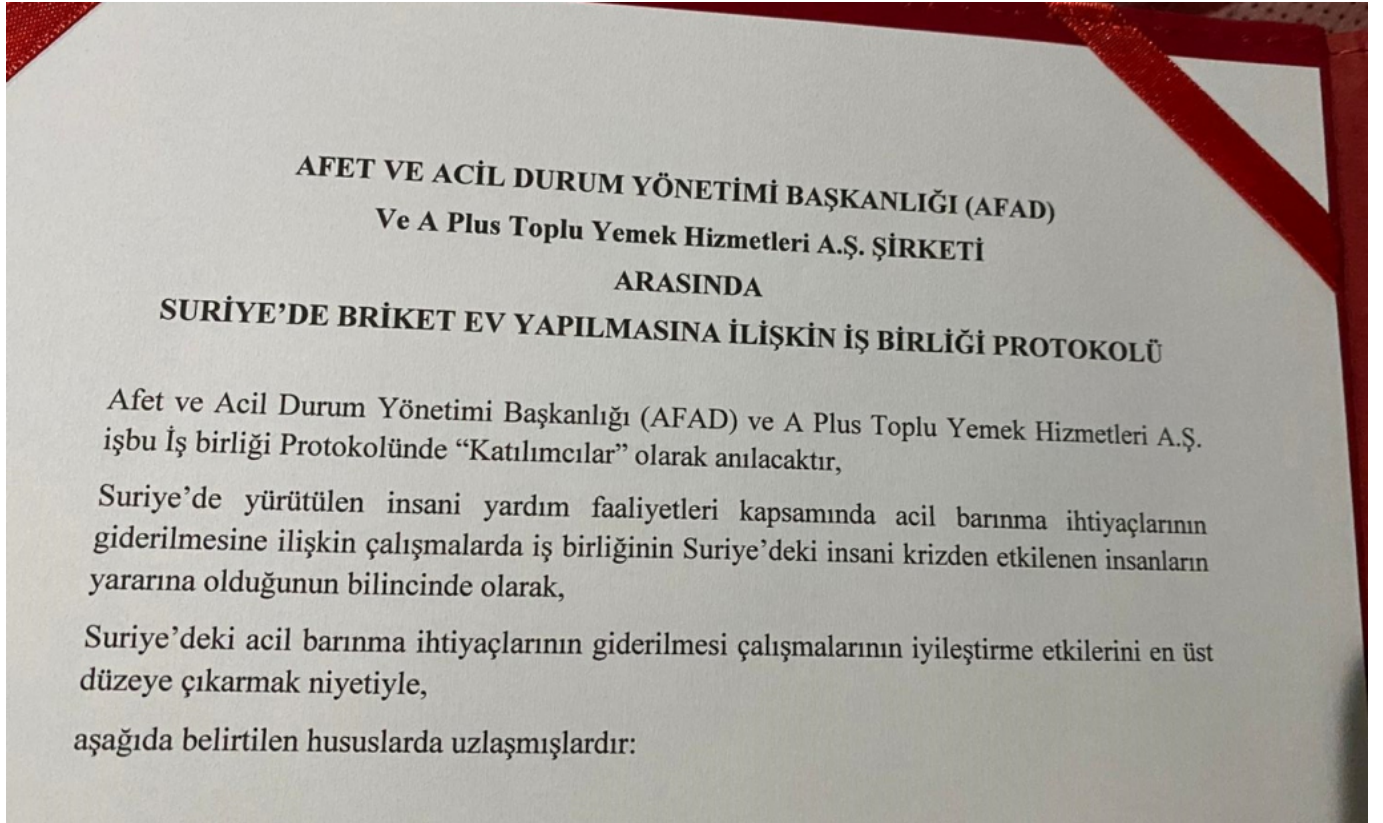 AFET VE ACİL DURUM YÖNETİMİ BAŞKANLIĞI (AFAD)
Ve A Plus Toplu Yemek Hizmetleri A.Ş. ŞİRKETİ
ARASINDA
SURİYE’DE BRİKET EV YAPILMASINA İLİŞKİN İŞ BİRLİĞİ PROTOKOLÜ
Afet ve Acil Durum Yönetimi Başkanlığı (AFAD) ve A Plus Toplu Yemek Hizmetleri A.Ş.
işbu İş birliği Protokolünde “Katılımcılar” olarak anılacaktır,
Suriye’de yürütülen insani yardım faaliyetleri kapsamında acil barınma ihtiyaçlarının
giderilmesine ilişkin çalışmalarda iş birliğinin Suriye’deki insani krizden etkilenen insanların
yararına olduğunun bilincinde olarak,
Suriye’deki acil barınma ihtiyaçlarının giderilmesi çalışmalarının iyileştirme etkilerini en üst
düzeye çıkarmak niyetiyle,
aşağıda belirtilen hususlarda uzlaşmışlardır: